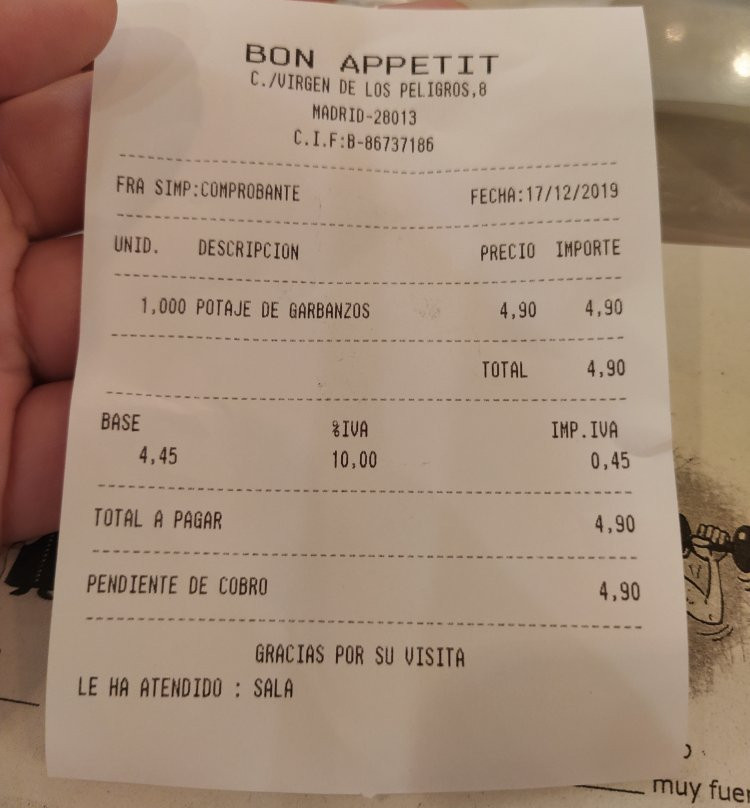 BON APPETIT
C./VIRGEN DE LOS PELIGROS,8
MADRID-28013
C.I.F:B-86737186
FRA SIMP:COMPROBANTE FECHA:17/12/2019
UNID. DESCRIPCION PRECIO IMPORTE
1,000 POTAJE DE GARBANZOS 4,90 4,90
TOTAL 4,90
BASE %IVA IMP.IVA
4,45 10,00 0,45
TOTAL A PAGAR 4,90
PENDIENTE DE COBRO 4,90
GRACIAS POR SU VISITA
LE HA ATENDIDO : SALA
muy